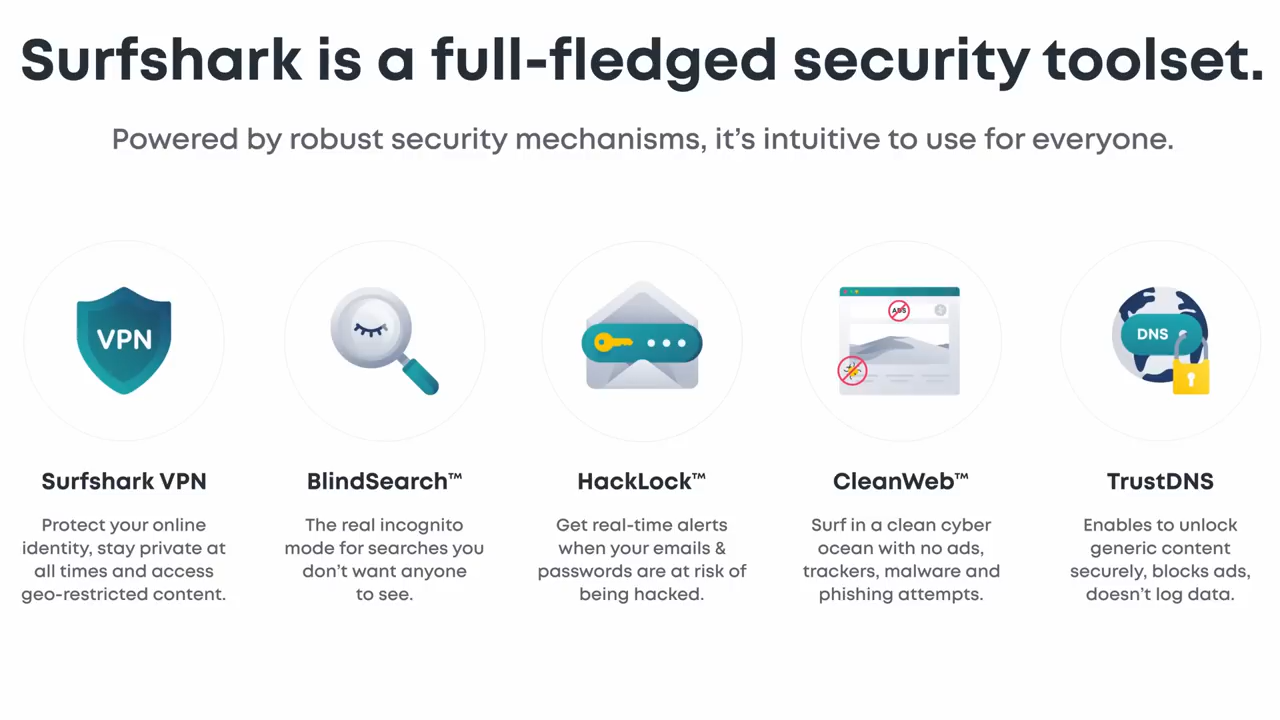 Surfshark is a full-fledged security toolset.
Powered by robust security mechanisms, it's intuitive to use for everyone.
VPN
ADS
DNS
Surfshark VPN
Protect your online
identity, stay private at
all times and access
geo-restricted content.
BlindSearch™
The real incognito
mode for searches you
don't want anyone
to see.
HackLock™
Get real-time alerts
when your emails &
passwords are at risk of
being hacked.
CleanWeb™
Surf in a clean cyber
ocean with no ads,
trackers, malware and
phishing attempts.
TrustDNS
Enables to unlock
generic content
securely, blocks ads,
doesn't log data.